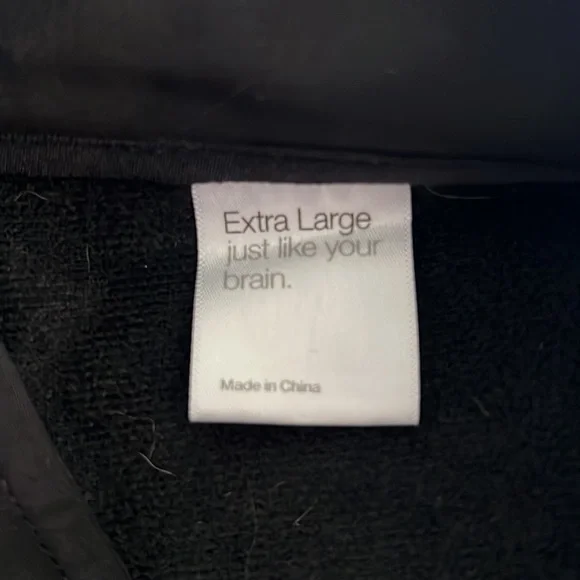 Extra Large
just like your
brain.
Made in China